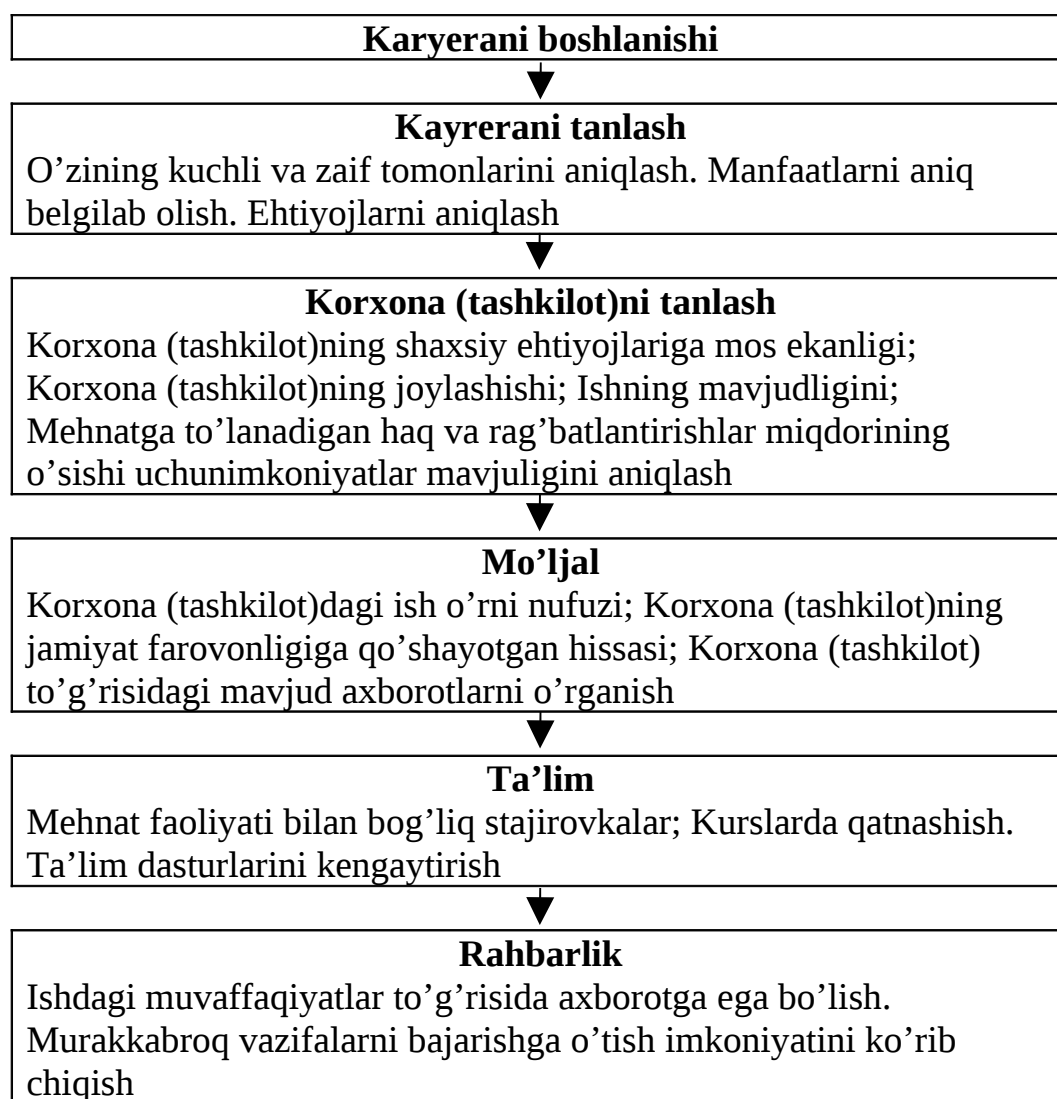 Karyerani boshlanishi
Kayrerani tanlash
O’zining kuchli va zaif tomonlarini aniqlash. Manfaatlarni aniq
belgilab olish. Ehtiyojlarni aniqlash
Korxona (tashkilot)ni tanlash
Korxona (tashkilot)ning shaxsiy ehtiyojlariga mos ekanligi;
Korxona (tashkilot)ning joylashishi; Ishning mavjudligini;
Mehnatga to’lanadigan haq va rag’batlantirishlar miqdorining
o’sishi uchunimkoniyatlar mavjuligini aniqlash
Mo’ljal
Korxona (tashkilot)dagi ish o’rni nufuzi; Korxona (tashkilot)ning
jamiyat farovonligiga qo’shayotgan hissasi; Korxona (tashkilot)
to’g’risidagi mavjud axborotlarni o’rganish
Ta’lim
Mehnat faoliyati bilan bog’liq stajirovkalar; Kurslarda qatnashish.
Ta’lim dasturlarini kengaytirish
Rahbarlik
Ishdagi muvaffaqiyatlar to’g’risida axborotga ega bo’lish.
Murakkabroq vazifalarni bajarishga o’tish imkoniyatini ko’rib
chiqish